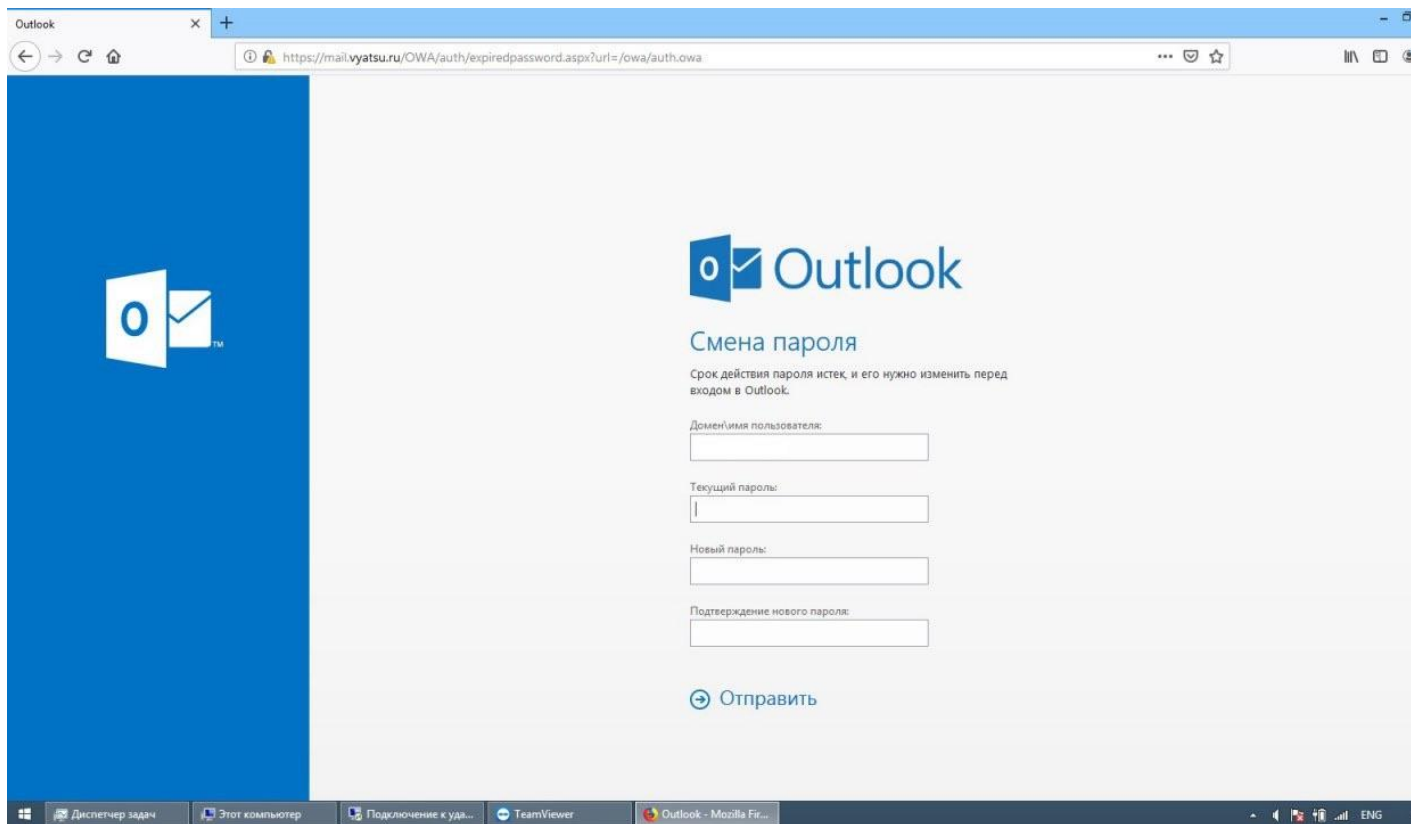 Outlook
https://mail.vyatsu.ru/OWA/auth/expiredpassword.aspx?url=/owa/auth.owa
O
TM
O Outlook
Смена пароля
Срок действия пароля истек, и его нужно изменить перед
входом в Outlook.
Домен\имя пользователя:
Текущий пароль:
Новый пароль:
Подтверждение нового пароля:
Отправить
Диспетчер задач Этот компьютер Подключение к уда... TeamViewer Outlook - Mozilla Fir... ENG